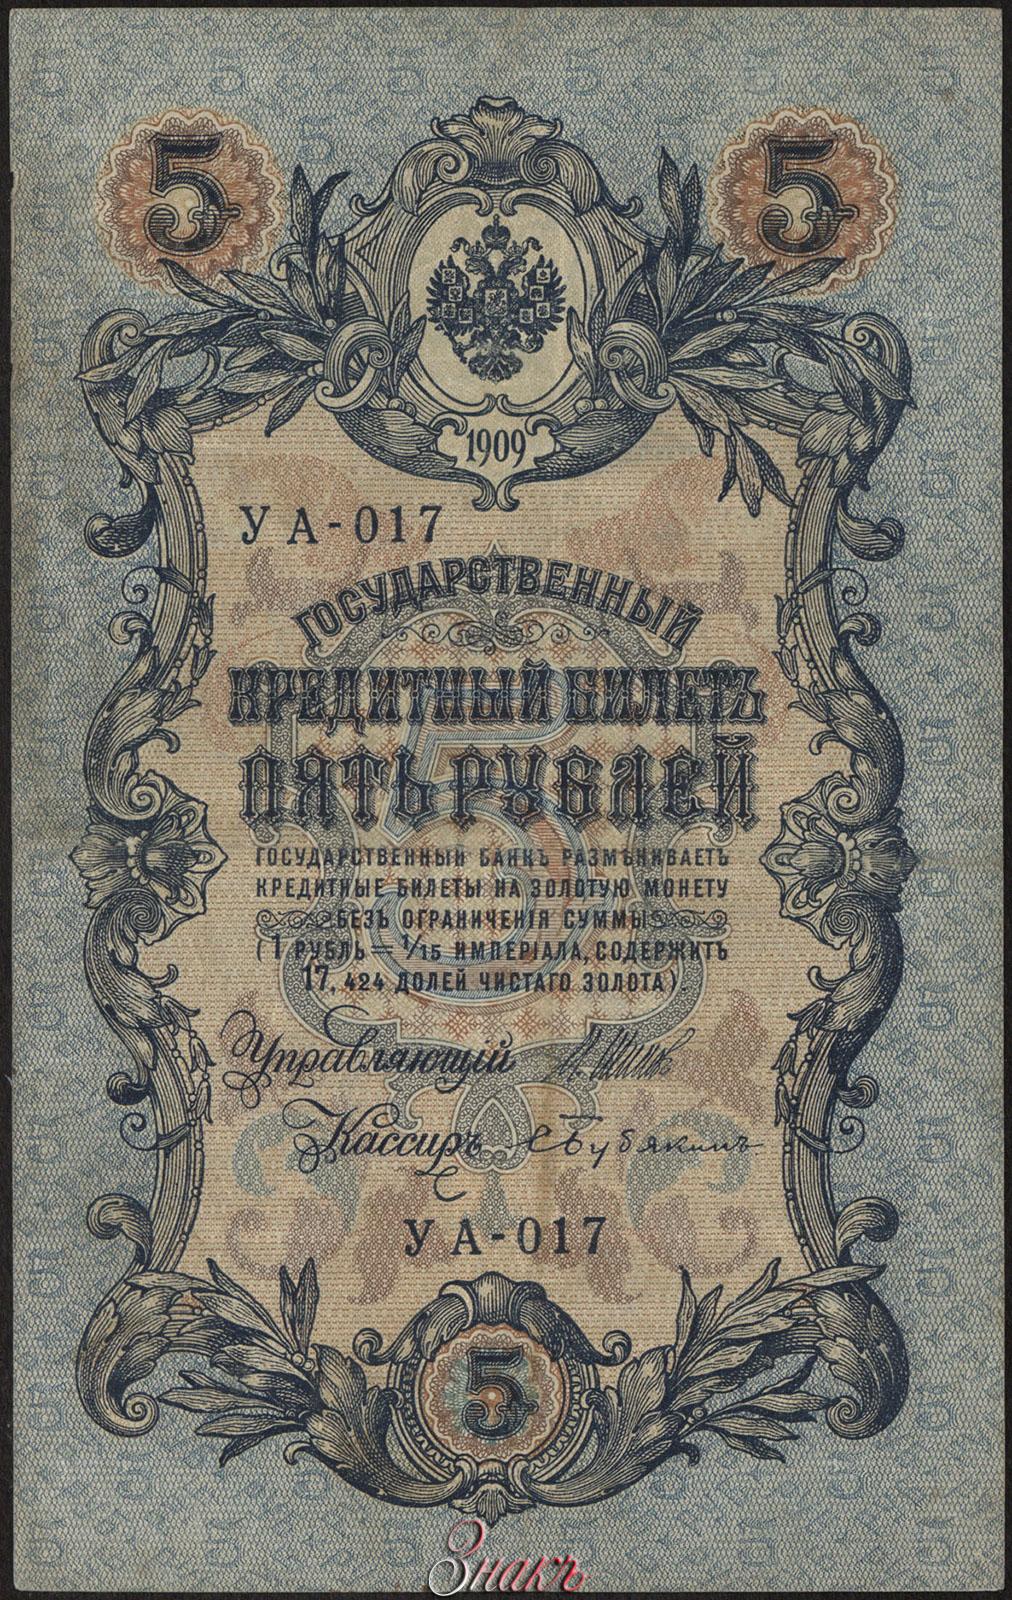 5 5
1909
УА-017
ГОСУДАРСТВЕННЫЙ
КРЕДИТНЫЙ БИЛЕТЪ
5
ПЯТЬ РУБЛЕЙ
ГОСУДАРСТВЕННЫЙ БАНКЪ РАЗМѢНИВАЕТЪ
КРЕДИТНЫЕ БИЛЕТЫ НА ЗОЛОТУЮ МОНЕТУ
БЕЗЪ ОГРАНИЧЕНІЯ СУММЫ
(1 РУБЛЬ = 1/15 ИМПЕРІАЛА, СОДЕРЖИТЪ
17,424 ДОЛЕЙ ЧИСТАГО ЗОЛОТА).
Управляющій
Кассиръ СБубякинъ
УА-017
5
Знакъ